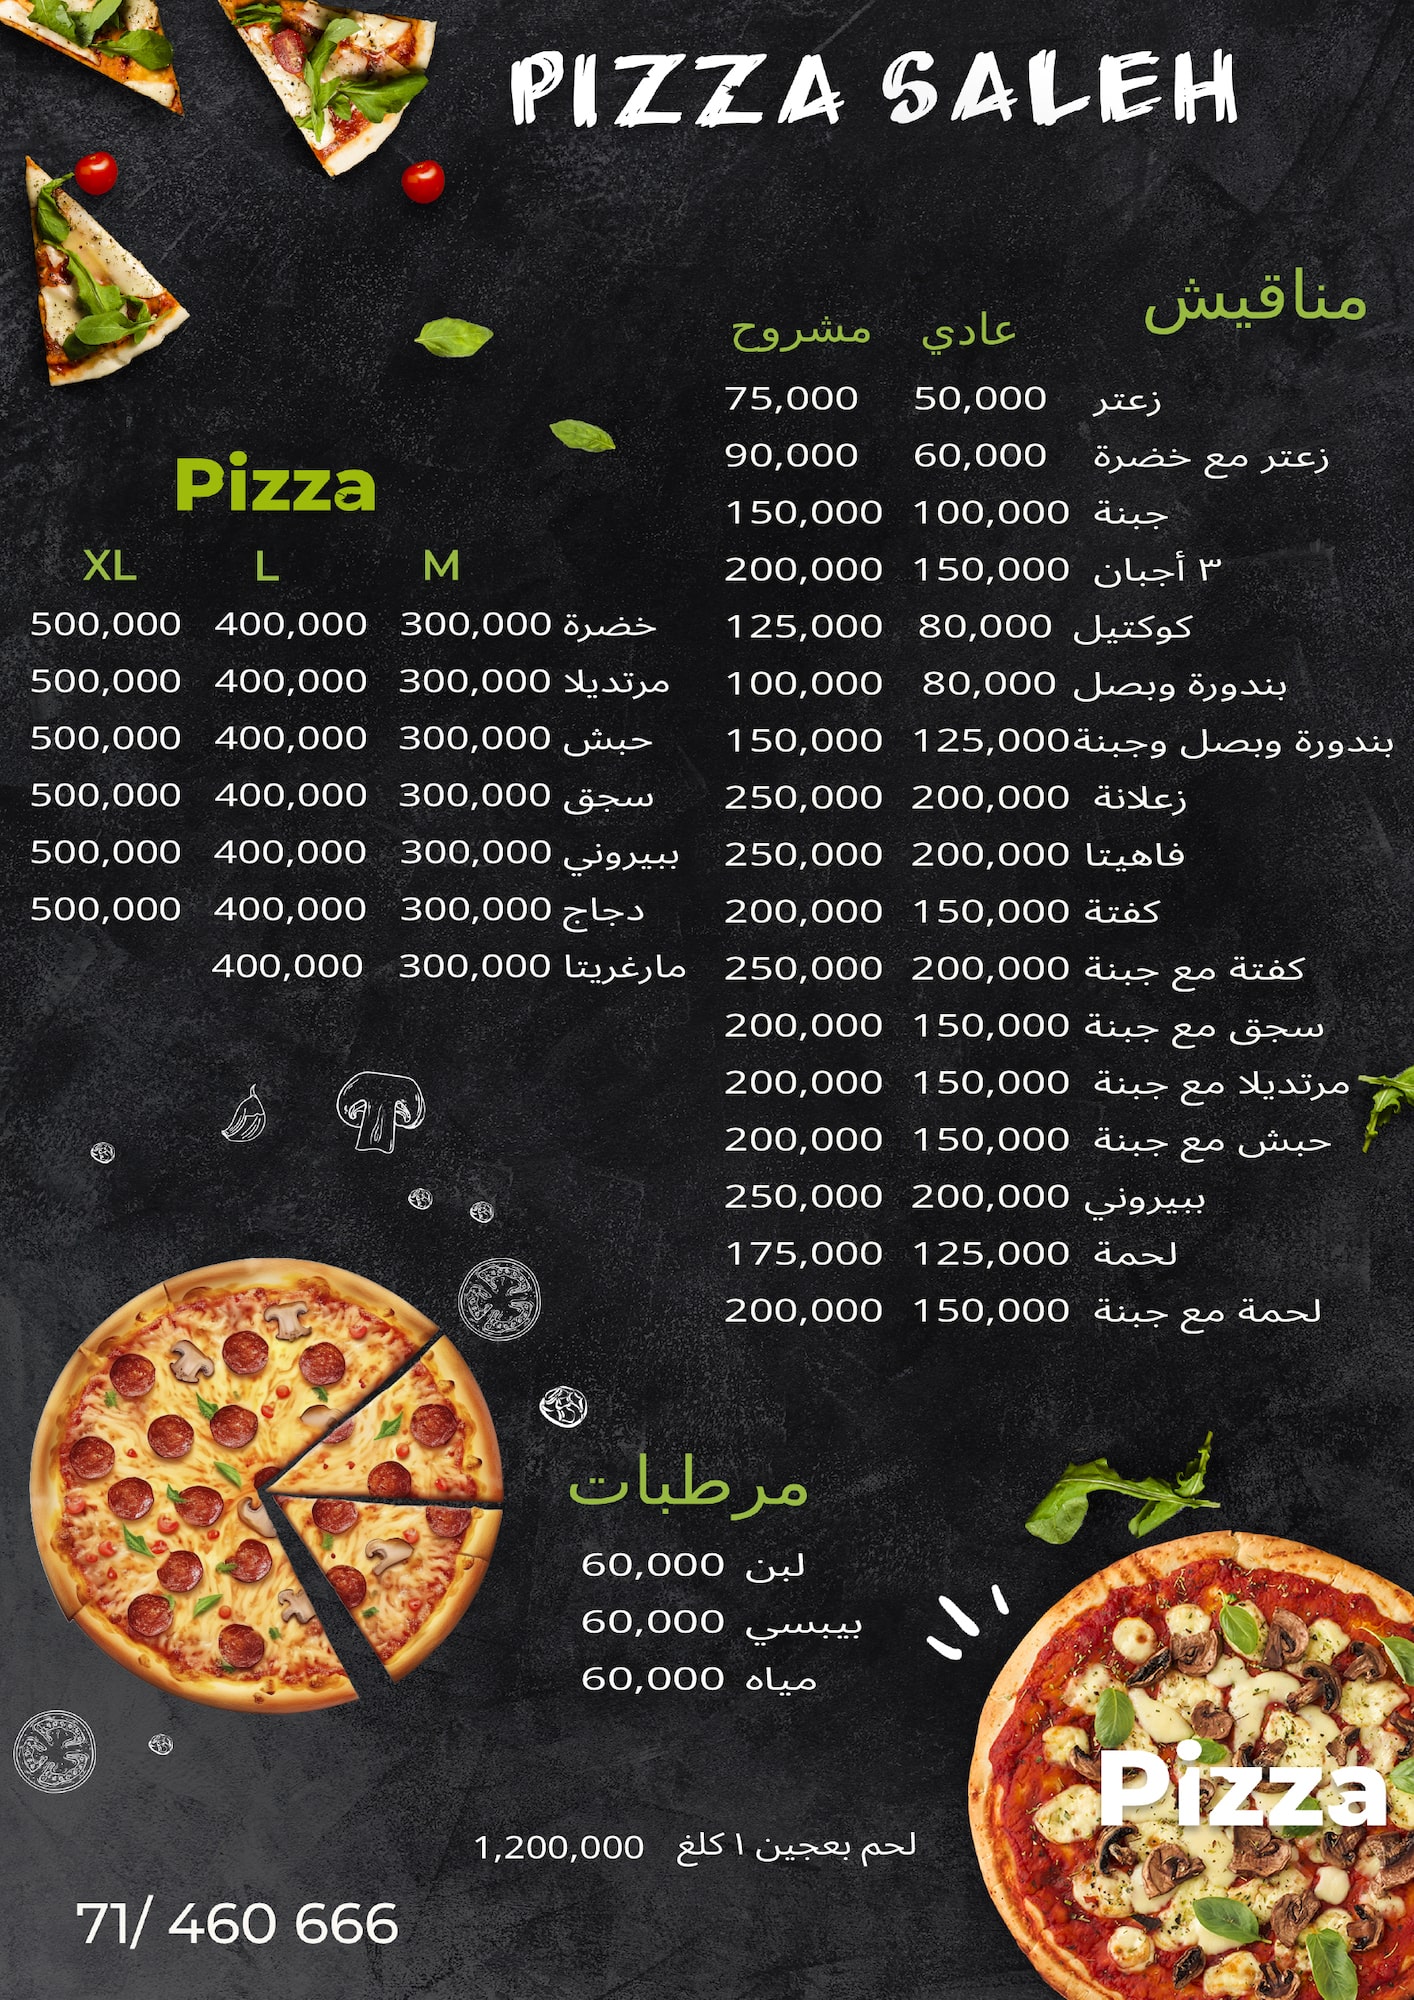 PIZZA SALEH
مناقيش
عادي مشروح
زعتر 50,000 75,000
زعتر مع خضرة 60,000 90,000
جبنة 100,000 150,000
٣ أجبان 150,000 200,000
كوكتيل 80,000 125,000
بندورة وبصل 80,000 100,000
بندورة وبصل وجبنة 125,000 150,000
زعلانة 200,000 250,000
فاهيتا 200,000 250,000
كفتة 150,000 200,000
كفتة مع جبنة 200,000 250,000
سجق مع جبنة 150,000 200,000
مرتديلا مع جبنة 150,000 200,000
حبش مع جبنة 150,000 200,000
ببيروني 200,000 250,000
لحمة 125,000 175,000
لحمة مع جبنة 150,000 200,000
Pizza
XL L M
خضرة 300,000 400,000 500,000
مرتديلا 300,000 400,000 500,000
حبش 300,000 400,000 500,000
سجق 300,000 400,000 500,000
ببيروني 300,000 400,000 500,000
دجاج 300,000 400,000 500,000
مارغريتا 300,000 400,000
مرطبات
لبن 60,000
بيبسي 60,000
مياه 60,000
لحم بعجين ١ كلغ 1,200,000
Pizza
71/ 460 666